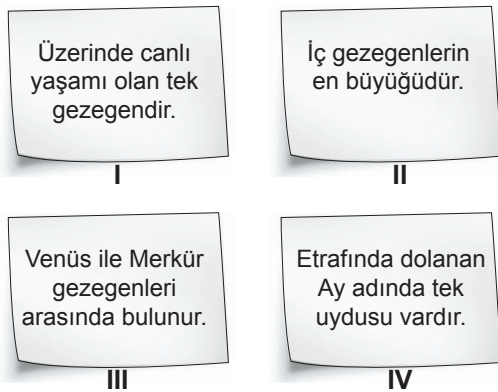 Üzerinde canlı
yaşamı olan tek
gezegendir.
I
İç gezegenlerin
en büyüğüdür.
II
Venüs ile Merkür
gezegenleri
arasında bulunur.
III
Etrafında dolanan
Ay adında tek
uydusu vardır.
IV